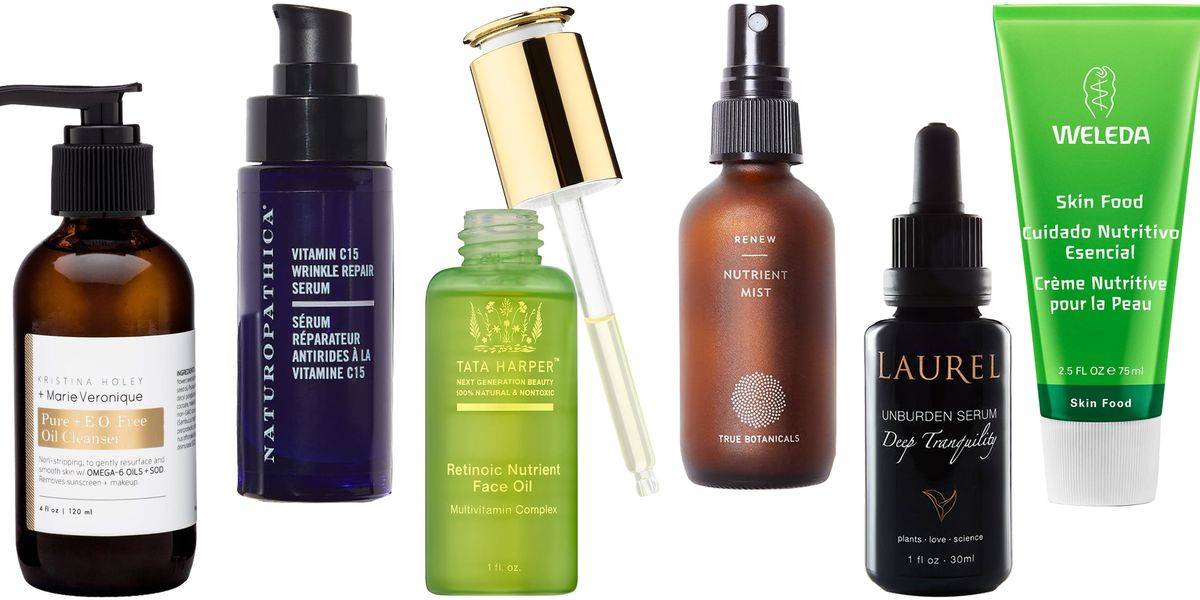 KRISTINA HOLEY
+ MarieVeronique
Pure + E.O. Free
Oil Cleanser
Non-stripping, to gently resurface and
smooth skin w/ OMEGA-6 OILS + SOD.
Removes sunscreen + makeup.
4 fl oz | 120 ml
NATUROPATHICA®
VITAMIN C15
WRINKLE REPAIR
SERUM
SÉRUM
RÉPARATEUR
ANTIRIDES À LA
VITAMINE C15
TATA HARPER™
NEXT GENERATION BEAUTY
100% NATURAL & NONTOXIC
Retinoic Nutrient
Face Oil
Multivitamin Complex
1 fl. oz.
RENEW
NUTRIENT
MIST
TRUE BOTANICALS
LAUREL
UNBURDEN SERUM
Deep Tranquility
plants · love · science
1 fl oz · 30ml
WELEDA
Skin Food
Cuidado Nutritivo
Esencial
Crème Nutritive
pour la Peau
2.5 FL OZ ℮ 75ml
Skin Food